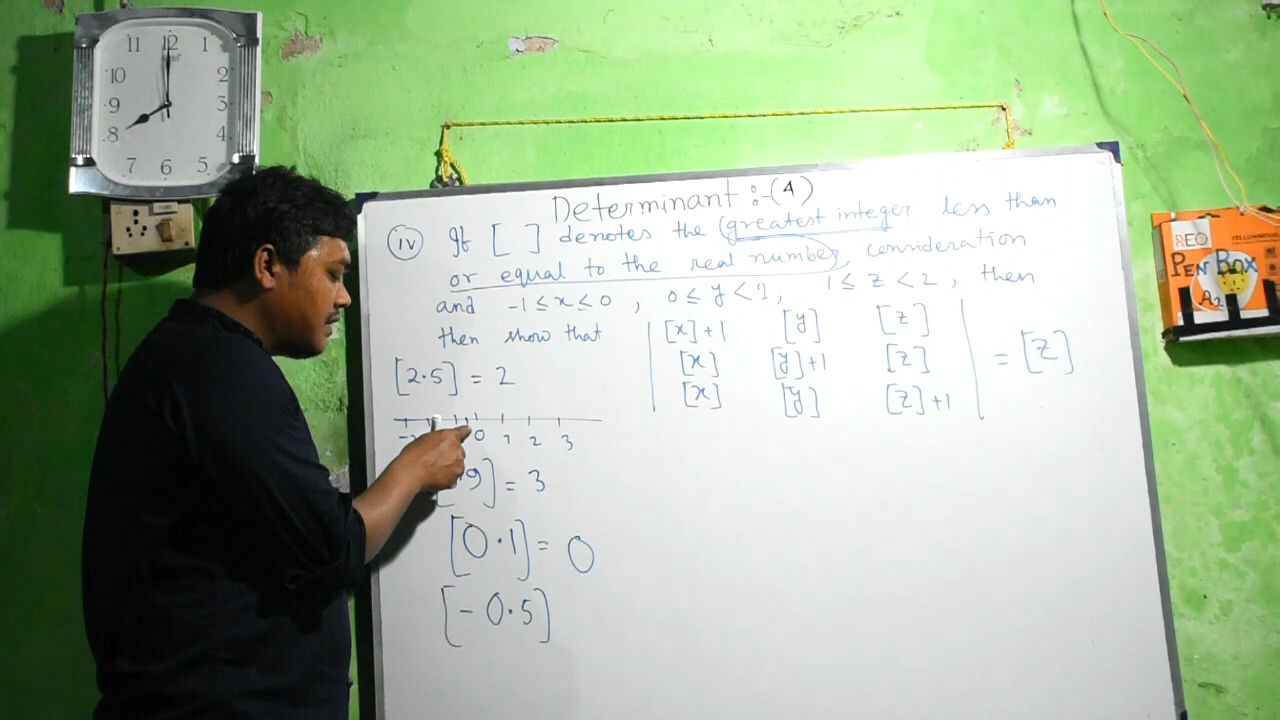 11 12 1
10 2
9 3
8 4
7 6 5
Determinant :-(4)
(iv) If [ ] denotes the (greatest integer less than
or equal to the real number), consideration
and -1 ≤ x ≤ 0 , 0 ≤ y < 1, 1 ≤ z < 2 , then
then show that | [x]+1 [y] [z] |
| [x] [y]+1 [z] | = [z]
| [x] [y] [z]+1 |
[2.5] = 2
0 1 2 3
9] = 3
[0.1] = 0
[-0.5]
REO
PEN BOX
A2